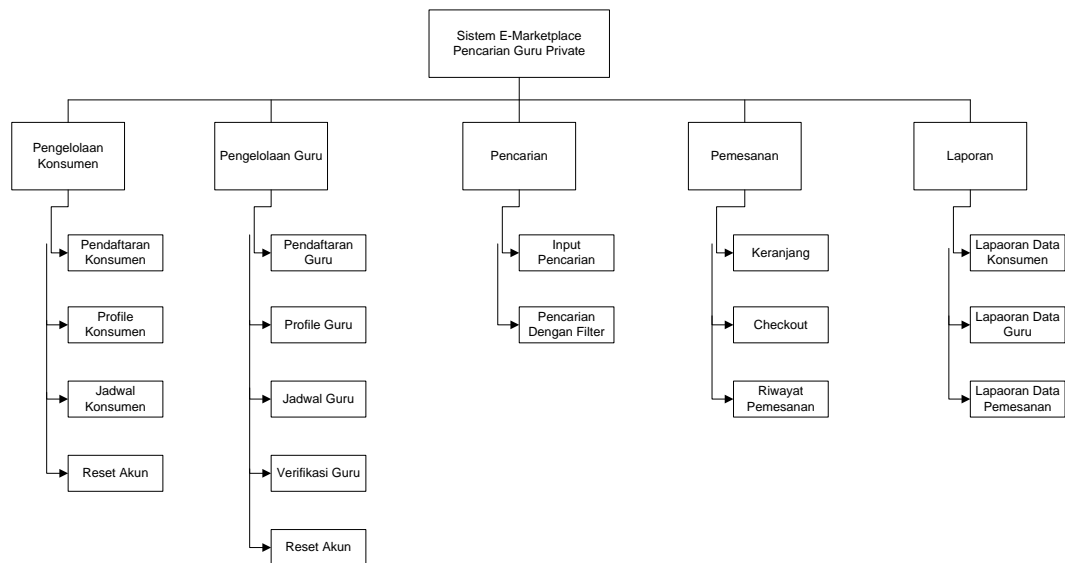 Sistem E-Marketplace
Pencarian Guru Private
Pengelolaan
Konsumen
Pengelolaan Guru
Pencarian
Pemesanan
Laporan
Pendaftaran
Konsumen
Profile
Konsumen
Jadwal
Konsumen
Reset Akun
Pendaftaran
Guru
Profile Guru
Jadwal Guru
Verifikasi Guru
Reset Akun
Input
Pencarian
Pencarian
Dengan Filter
Keranjang
Checkout
Riwayat
Pemesanan
Lapaoran Data
Konsumen
Lapaoran Data
Guru
Lapaoran Data
Pemesanan